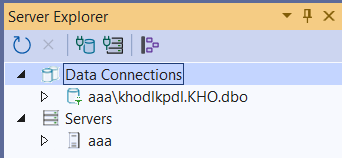 Server Explorer
Data Connections
aaa\khodlkpdl.KHO.dbo
Servers
aaa